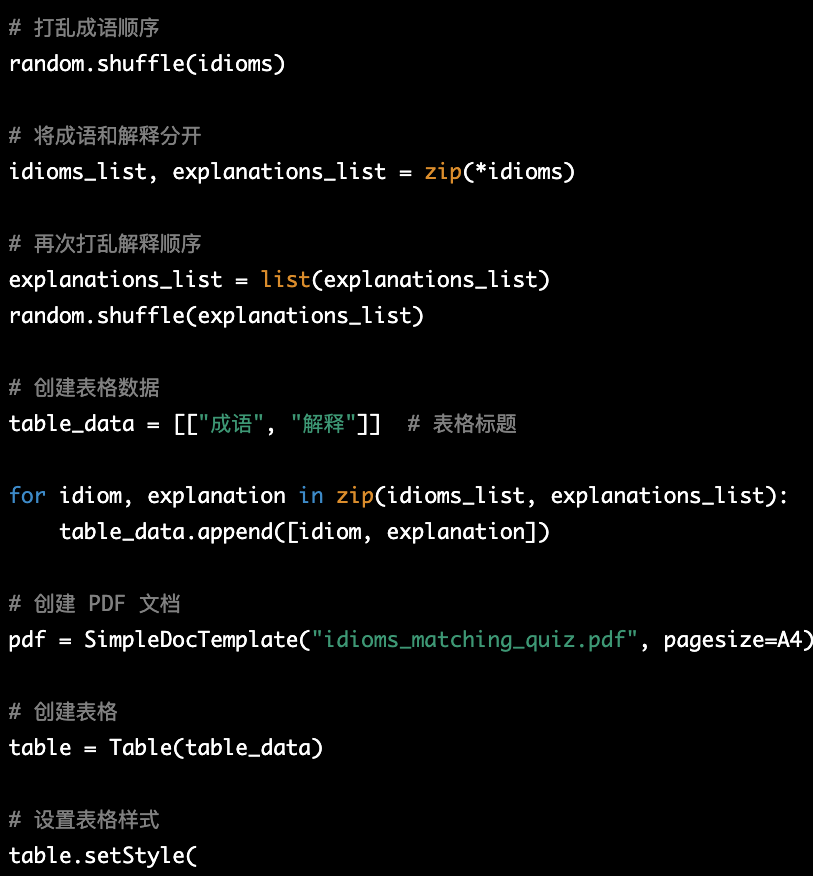 # 打乱成语顺序
random.shuffle(idioms)
# 将成语和解释分开
idioms_list, explanations_list = zip(*idioms)
# 再次打乱解释顺序
explanations_list = list(explanations_list)
random.shuffle(explanations_list)
# 创建表格数据
table_data = [["成语", "解释"]]  # 表格标题
for idiom, explanation in zip(idioms_list, explanations_list):
    table_data.append([idiom, explanation])
# 创建 PDF 文档
pdf = SimpleDocTemplate("idioms_matching_quiz.pdf", pagesize=A4)
# 创建表格
table = Table(table_data)
# 设置表格样式
table.setStyle(